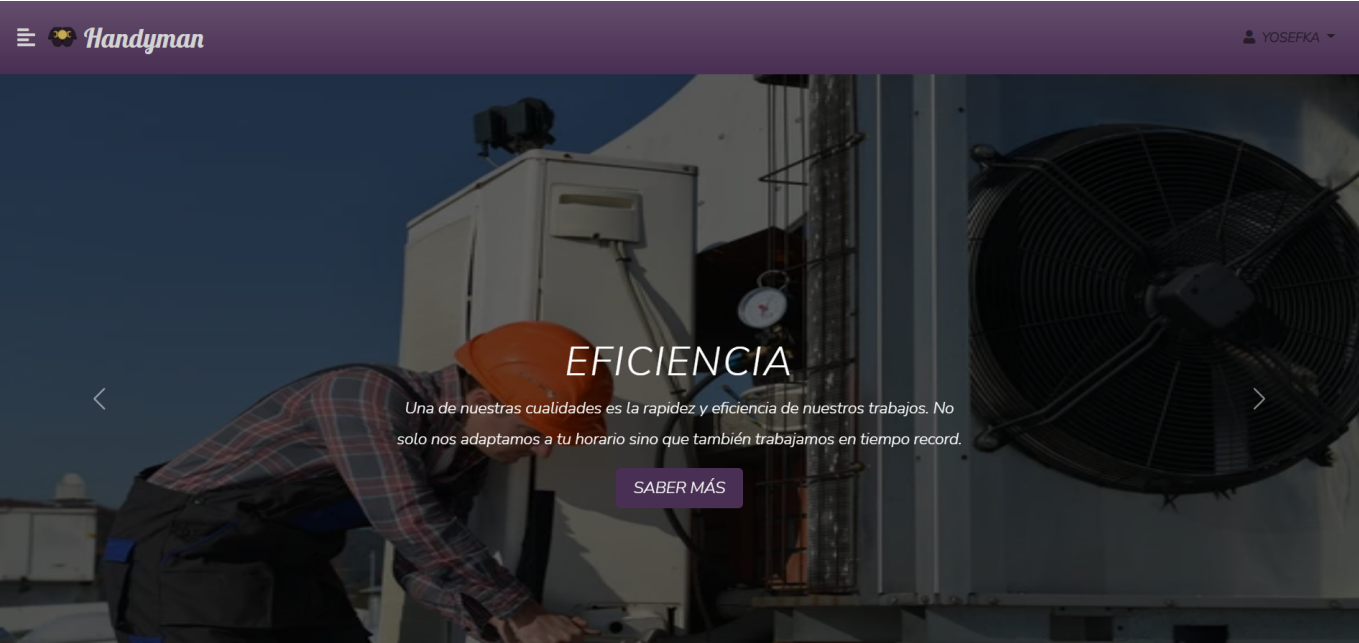 Handyman
YOSEFKA
EFICIENCIA
Una de nuestras cualidades es la rapidez y eficiencia de nuestros trabajos. No
solo nos adaptamos a tu horario sino que también trabajamos en tiempo record.
SABER MÁS